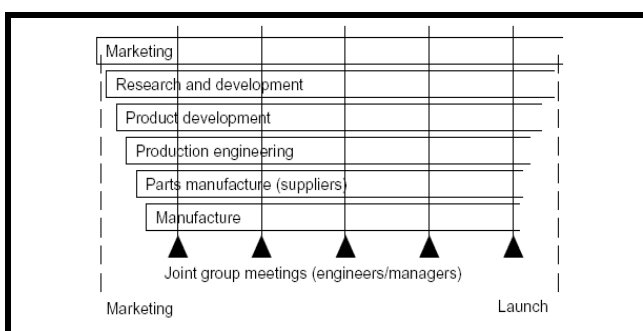 Marketing
Research and development
Product development
Production engineering
Parts manufacture (suppliers)
Manufacture
Joint group meetings (engineers/managers)
Marketing
Launch